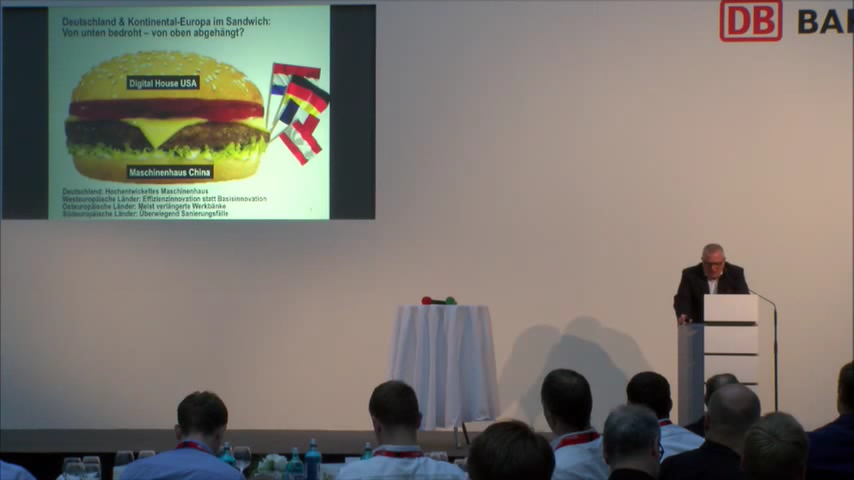 Deutschland & Kontinental-Europa im Sandwich:
Von unten bedroht – von oben abgehängt?
Digital House USA
Maschinenhaus China
Deutschland: Hochentwickeltes Maschinenhaus
Westeuropäische Länder: Effizienzinnovation statt Basisinnovation
Osteuropäische Länder: Meist verlängerte Werkbänke
Südeuropäische Länder: Überwiegend Sanierungsfälle
DB BA